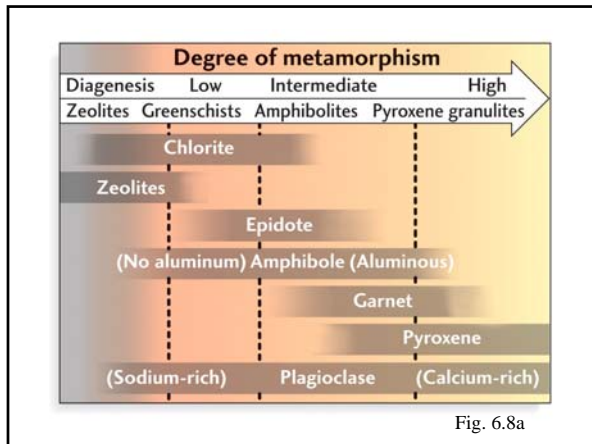 Degree of metamorphism
Diagenesis Low Intermediate High
Zeolites Greenschists Amphibolites Pyroxene granulites
Chlorite
Zeolites
Epidote
(No aluminum) Amphibole (Aluminous)
Garnet
Pyroxene
(Sodium-rich) Plagioclase (Calcium-rich)
Fig. 6.8a